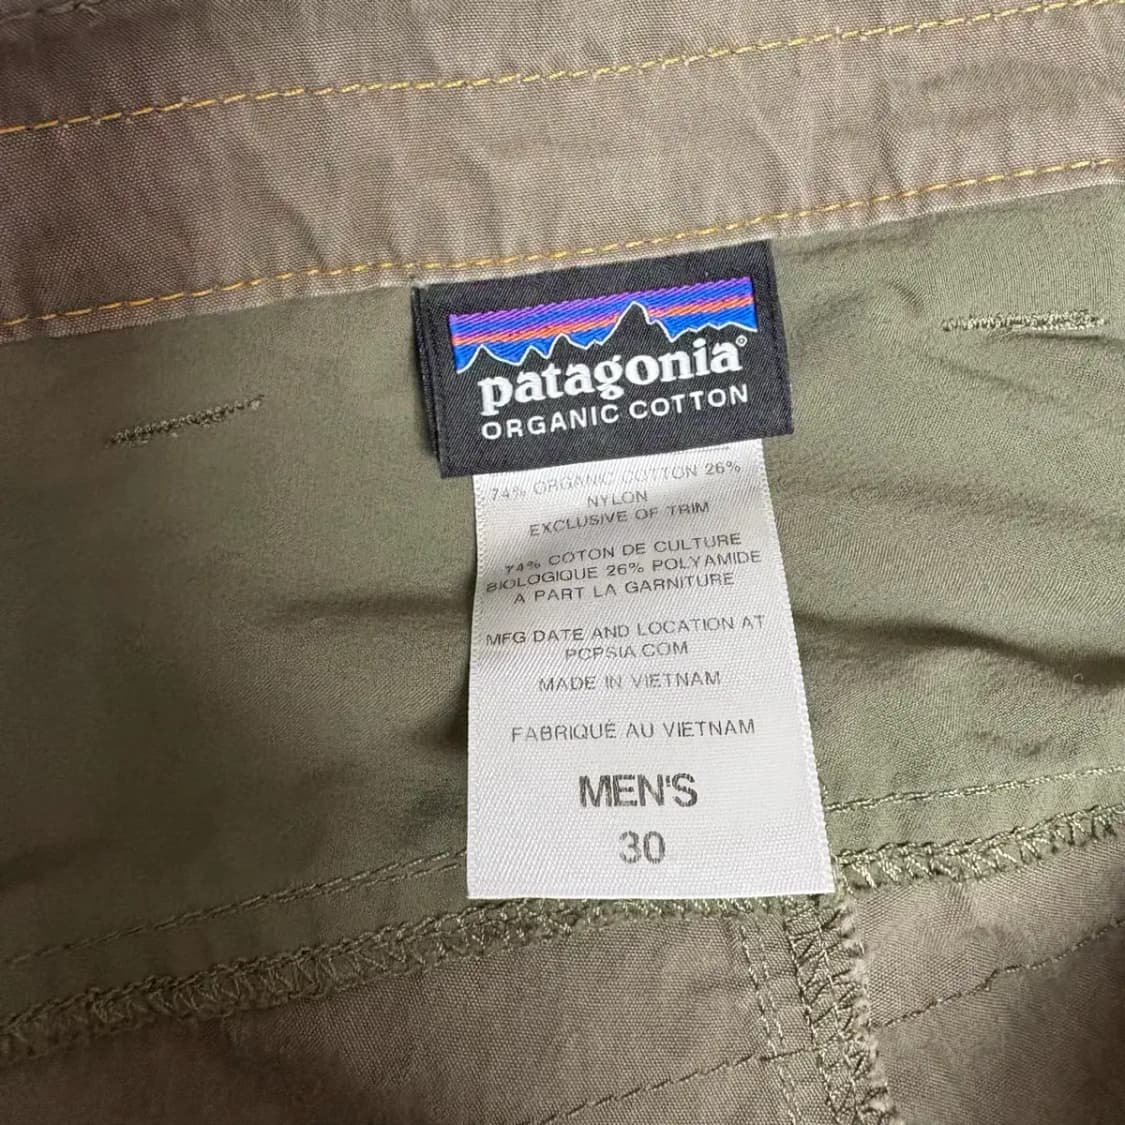 patagonia®
ORGANIC COTTON
74% ORGANIC COTTON 26%
NYLON
EXCLUSIVE OF TRIM
74% COTON DE CULTURE
BIOLOGIQUE 26% POLYAMIDE
A PART LA GARNITURE
MFG DATE AND LOCATION AT
PCPSIA.COM
MADE IN VIETNAM
FABRIQUÉ AU VIETNAM
MEN'S
30